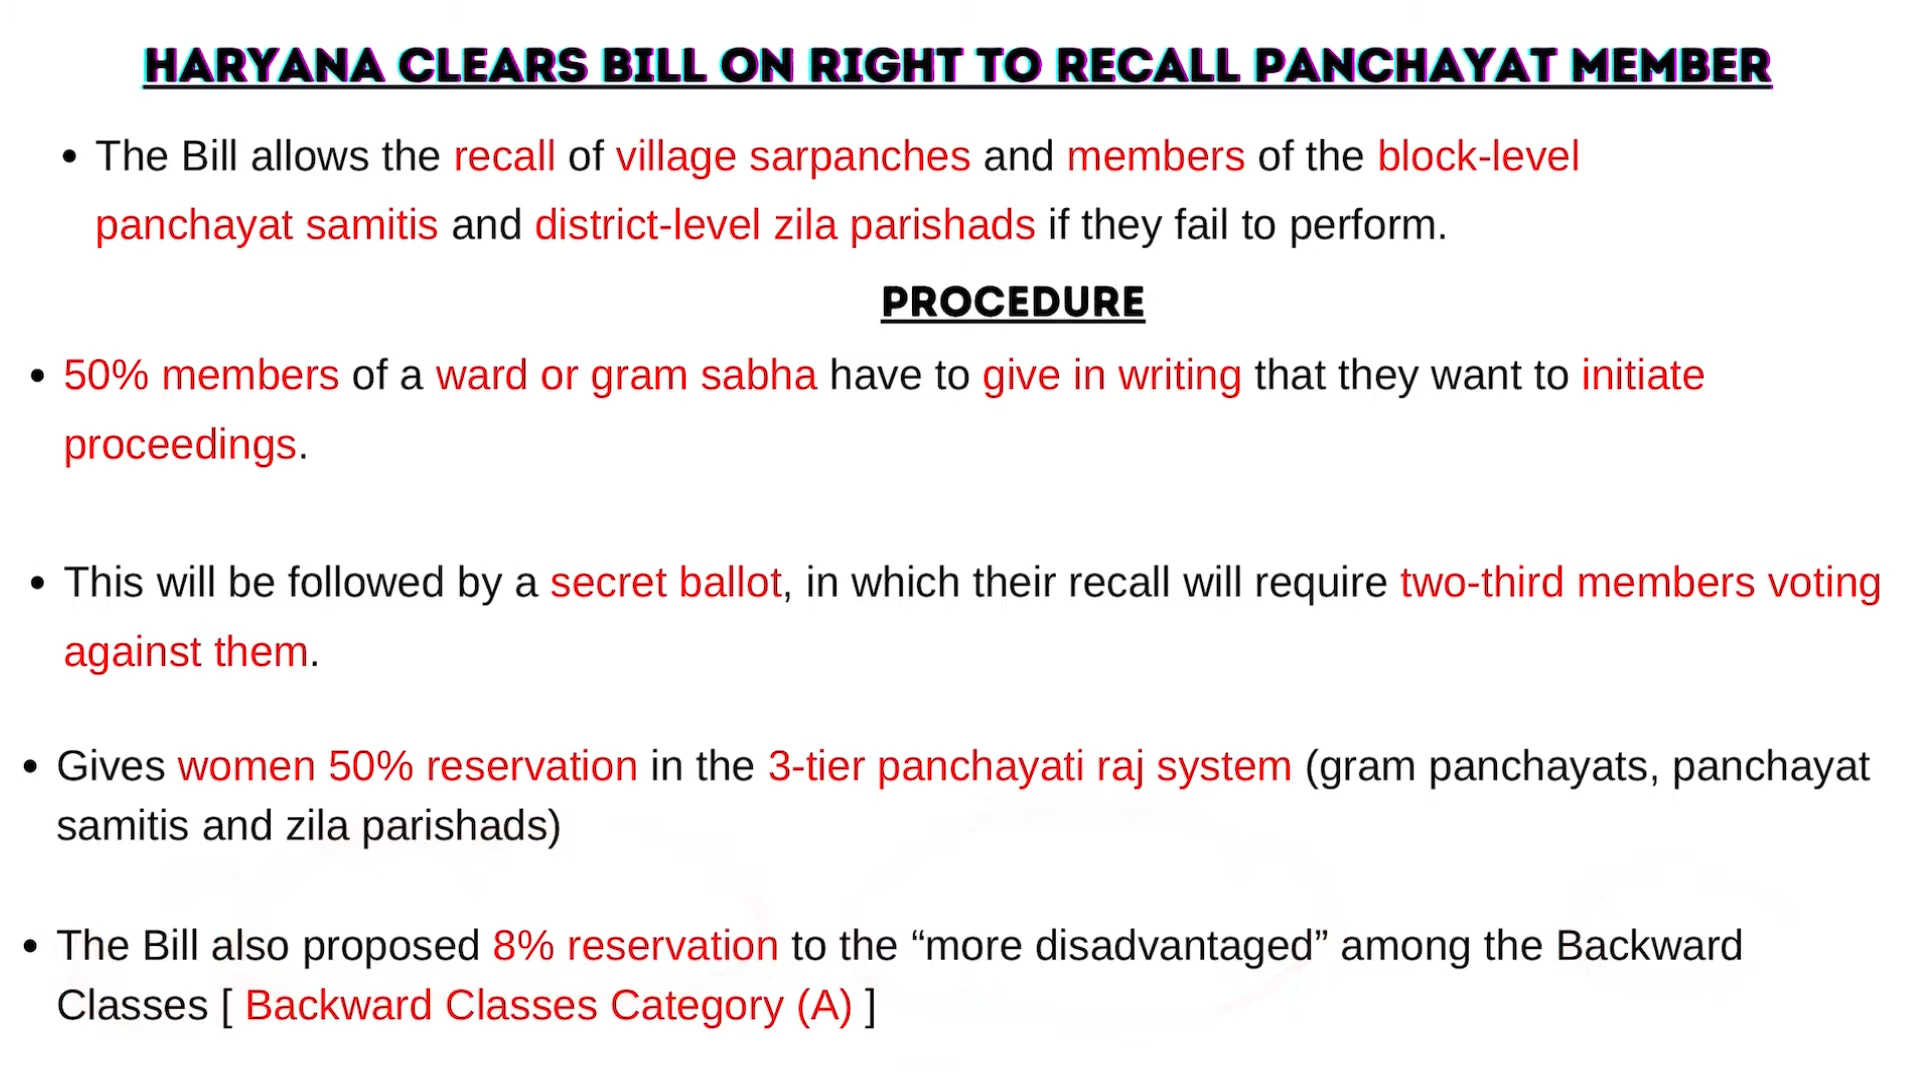 HARYANA CLEARS BILL ON RIGHT TO RECALL PANCHAYAT MEMBER
• The Bill allows the recall of village sarpanches and members of the block-level
panchayat samitis and district-level zila parishads if they fail to perform.
PROCEDURE
• 50% members of a ward or gram sabha have to give in writing that they want to initiate
proceedings.
• This will be followed by a secret ballot, in which their recall will require two-third members voting
against them.
• Gives women 50% reservation in the 3-tier panchayati raj system (gram panchayats, panchayat
samitis and zila parishads)
• The Bill also proposed 8% reservation to the “more disadvantaged” among the Backward
Classes [ Backward Classes Category (A) ]